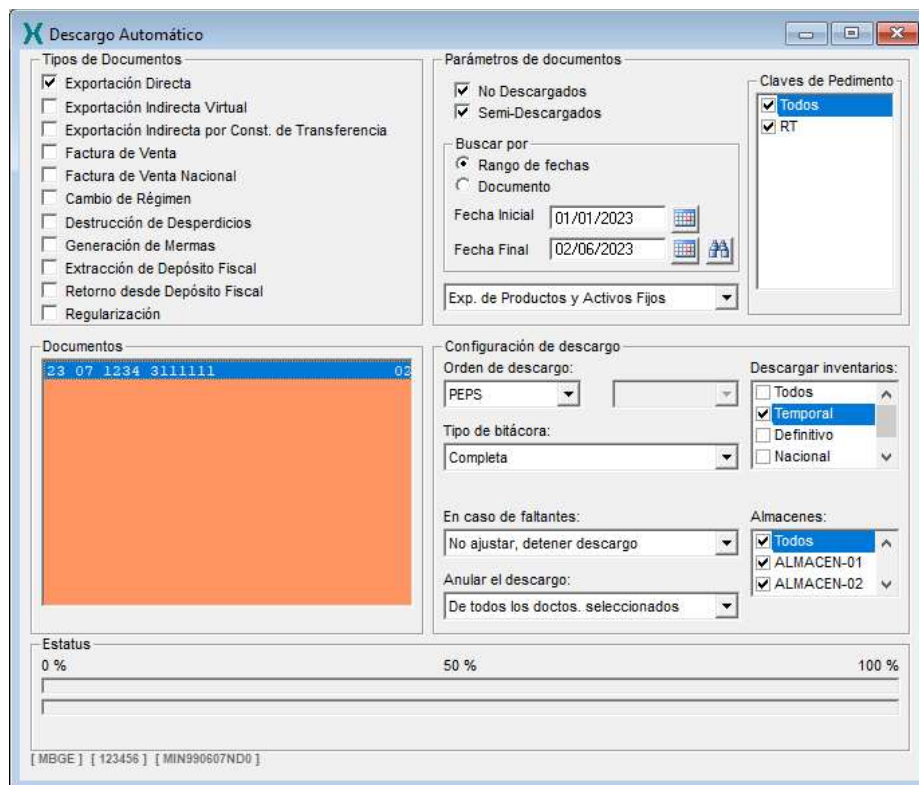 Descargo Automático
Tipos de Documentos
Exportación Directa
Exportación Indirecta Virtual
Exportación Indirecta por Const. de Transferencia
Factura de Venta
Factura de Venta Nacional
Cambio de Régimen
Destrucción de Desperdicios
Generación de Mermas
Extracción de Depósito Fiscal
Retorno desde Depósito Fiscal
Regularización
Parámetros de documentos
No Descargados
Semi-Descargados
Buscar por
Rango de fechas
Documento
Fecha Inicial 01/01/2023
Fecha Final 02/06/2023
Exp. de Productos y Activos Fijos
Claves de Pedimento
Todos
RT
Documentos
23 07 1234 3111111 02
Configuración de descargo
Orden de descargo:
PEPS
Tipo de bitácora:
Completa
En caso de faltantes:
No ajustar, detener descargo
Anular el descargo:
De todos los doctos. seleccionados
Descargar inventarios:
Todos
Temporal
Definitivo
Nacional
Almacenes:
Todos
ALMACEN-01
ALMACEN-02
Estatus
0 % 50 % 100 %
[ MBGE ] [ 123456 ] [ MIN990607ND0 ]